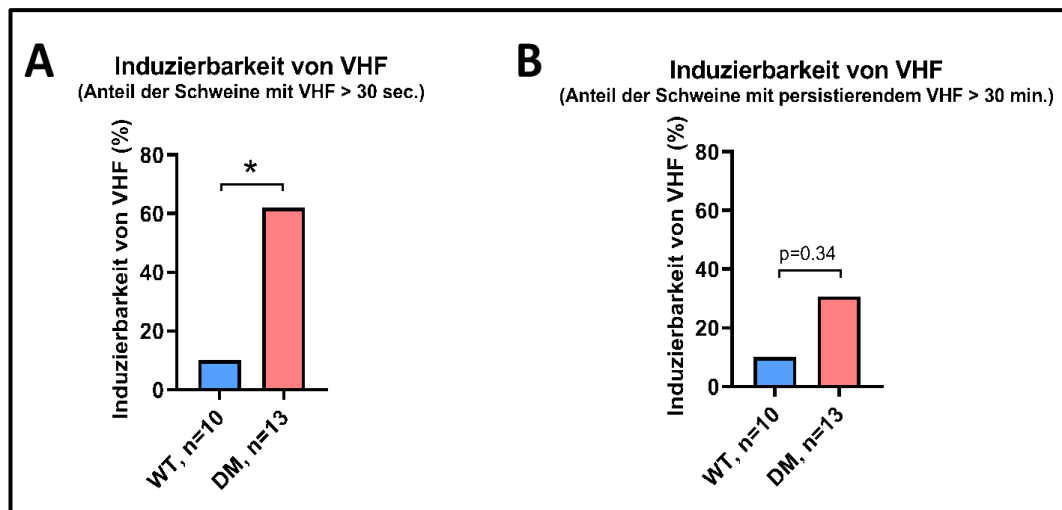 A
Induzierbarkeit von VHF
(Anteil der Schweine mit VHF > 30 sec.)
Induzierbarkeit von VHF (%)
80
60
40
20
0
*
WT, n=10
DM, n=13
B
Induzierbarkeit von VHF
(Anteil der Schweine mit persistierendem VHF > 30 min.)
Induzierbarkeit von VHF (%)
80
60
40
20
0
p=0.34
WT, n=10
DM, n=13